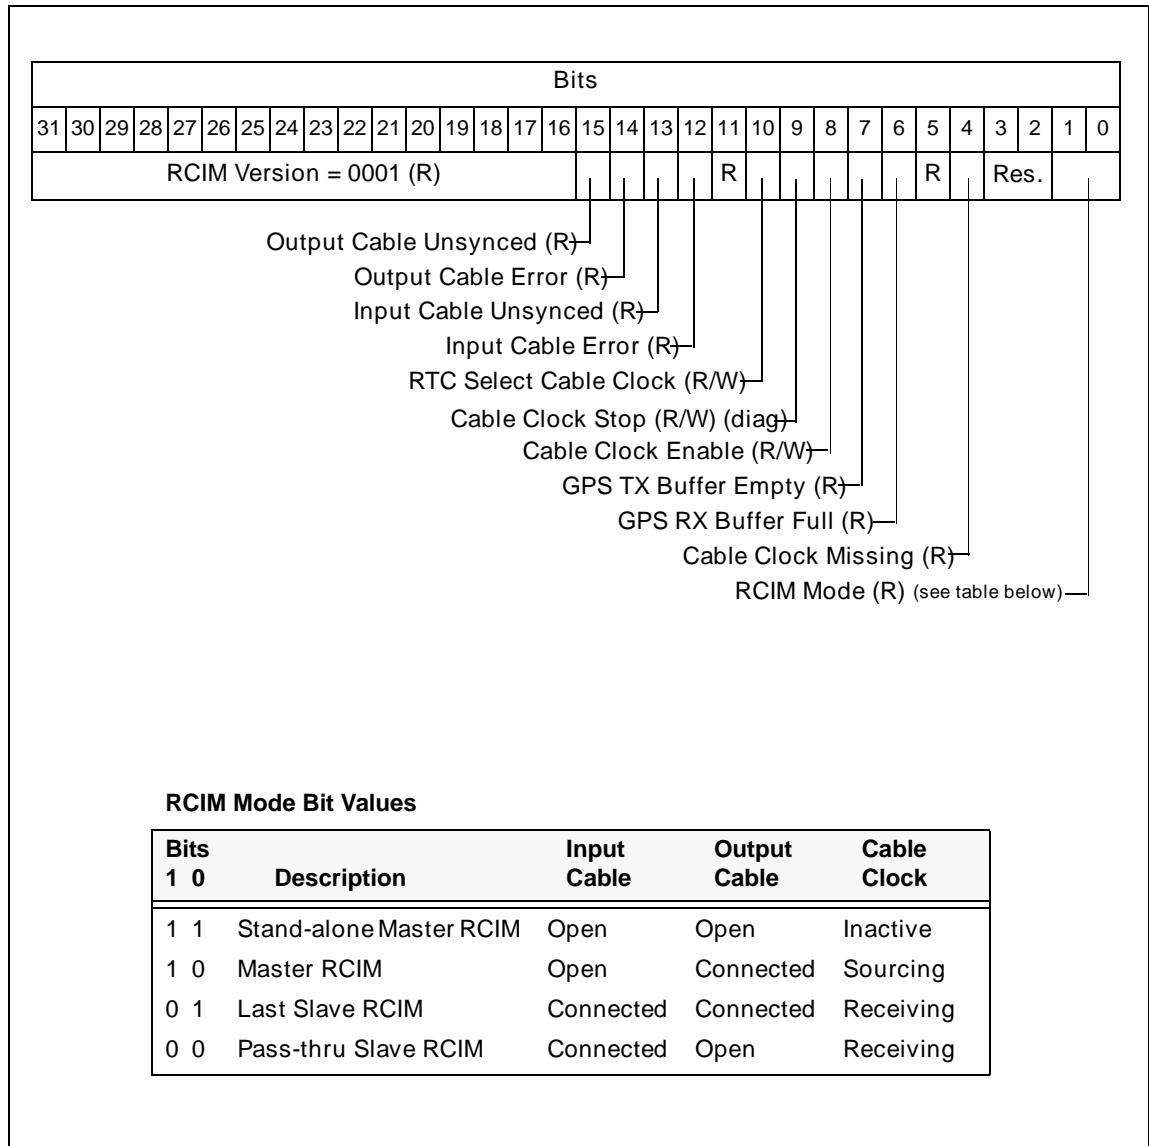 Bits
31 30 29 28 27 26 25 24 23 22 21 20 19 18 17 16 15 14 13 12 11 10 9 8 7 6 5 4 3 2 1 0
RCIM Version = 0001 (R) R R Res.
Output Cable Unsynced (R)
Output Cable Error (R)
Input Cable Unsynced (R)
Input Cable Error (R)
RTC Select Cable Clock (R/W)
Cable Clock Stop (R/W) (diag)
Cable Clock Enable (R/W)
GPS TX Buffer Empty (R)
GPS RX Buffer Full (R)
Cable Clock Missing (R)
RCIM Mode (R) (see table below)
RCIM Mode Bit Values
Bits Input Output Cable
1 0 Description Cable Cable Clock
1 1 Stand-alone Master RCIM Open Open Inactive
1 0 Master RCIM Open Connected Sourcing
0 1 Last Slave RCIM Connected Connected Receiving
0 0 Pass-thru Slave RCIM Connected Open Receiving